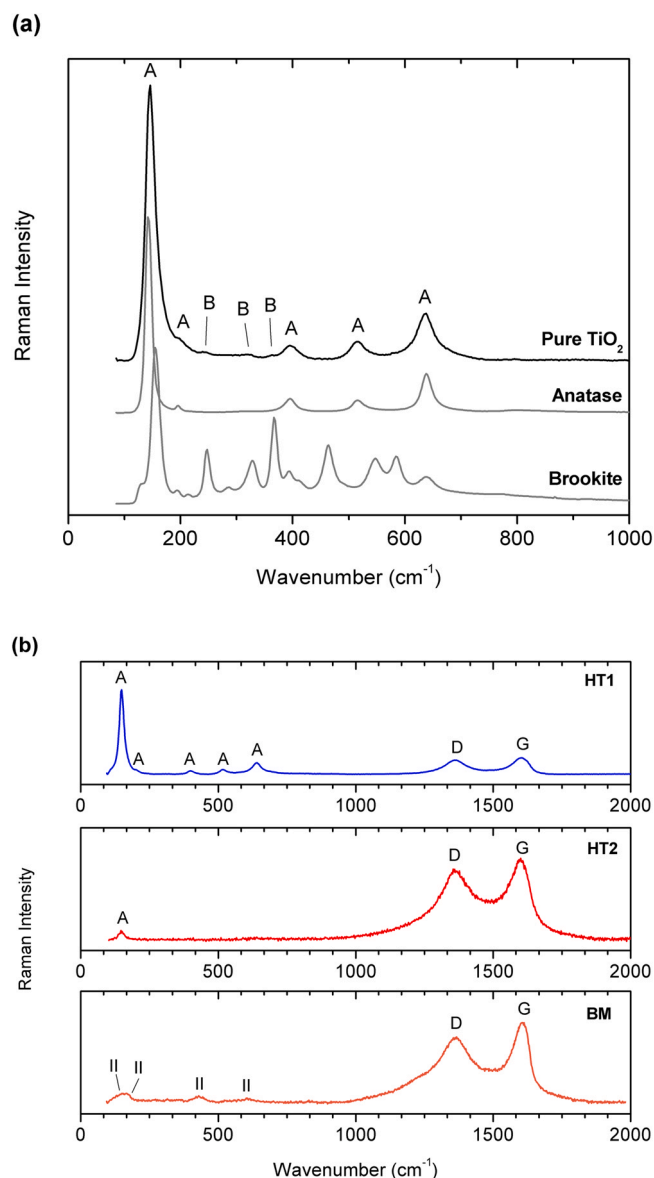 (a)
A
A
B
B
B
A
A
A
Pure TiO₂
Anatase
Brookite
Raman Intensity
0 200 400 600 800 1000
Wavenumber (cm⁻¹)
(b)
HT1
A
A
A
A
A
D
G
0 500 1000 1500 2000
HT2
A
D
G
0 500 1000 1500 2000
Raman Intensity
BM
II
II
II
II
D
G
0 500 1000 1500 2000
Wavenumber (cm⁻¹)